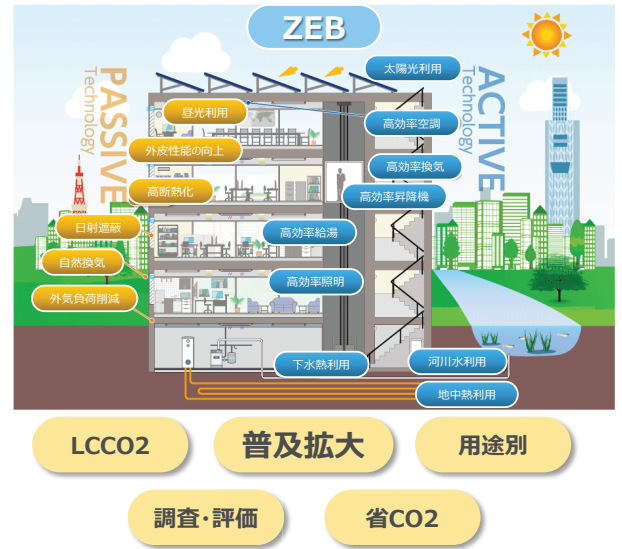 ZEB
太陽光利用
PASSIVE
Technology
ACTIVE
Technology
昼光利用
高効率空調
外皮性能の向上
高効率換気
高断熱化
高効率昇降機
日射遮蔽
高効率給湯
自然換気
高効率照明
外気負荷削減
下水熱利用
河川水利用
地中熱利用
LCCO2
普及拡大
用途別
調査・評価
省CO2